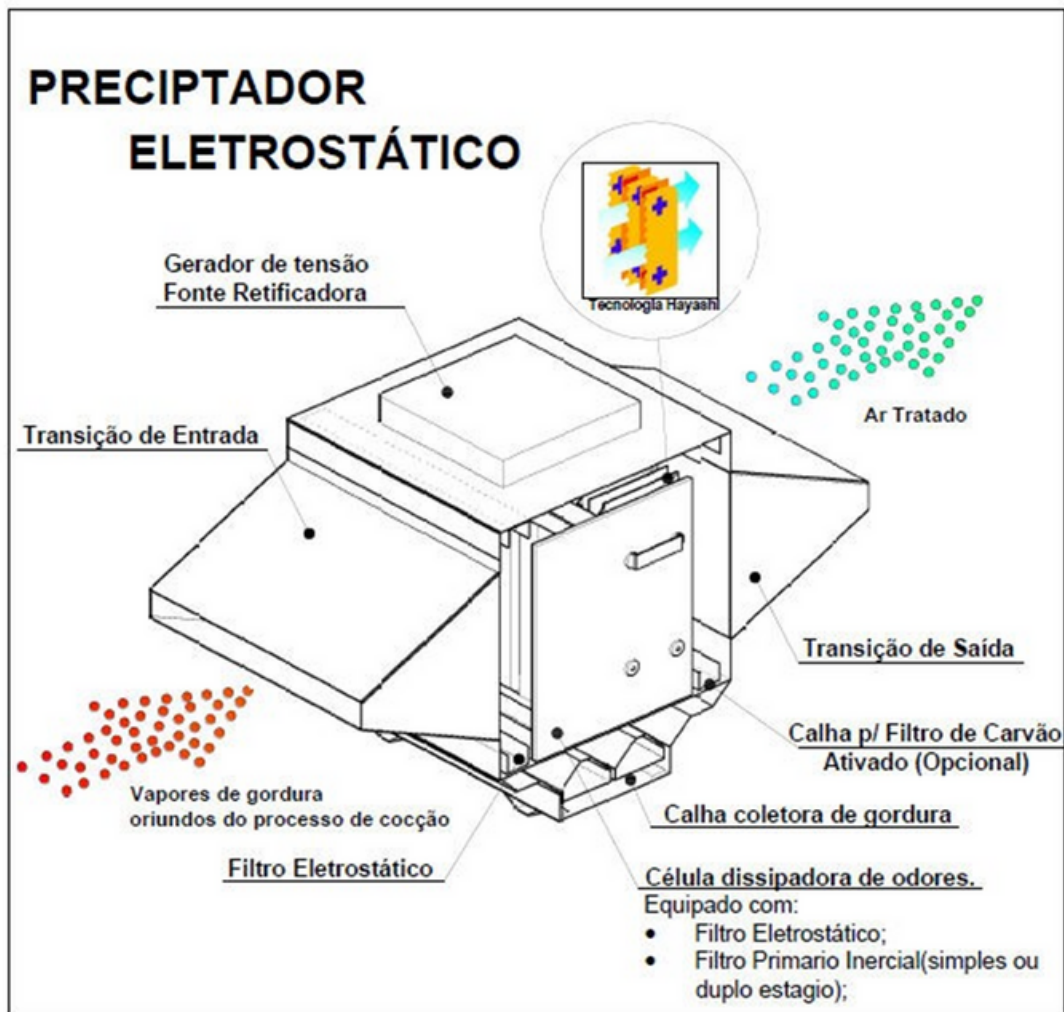 PRECIPTADOR
ELETROSTÁTICO
Tecnologia Hayashi
Gerador de tensão
Fonte Retificadora
Transição de Entrada
Ar Tratado
Transição de Saída
Calha p/ Filtro de Carvão
Ativado (Opcional)
Vapores de gordura
oriundos do processo de cocção
Calha coletora de gordura
Filtro Eletrostático
Célula dissipadora de odores.
Equipado com:
• Filtro Eletrostático;
• Filtro Primario Inercial(simples ou
duplo estagio);